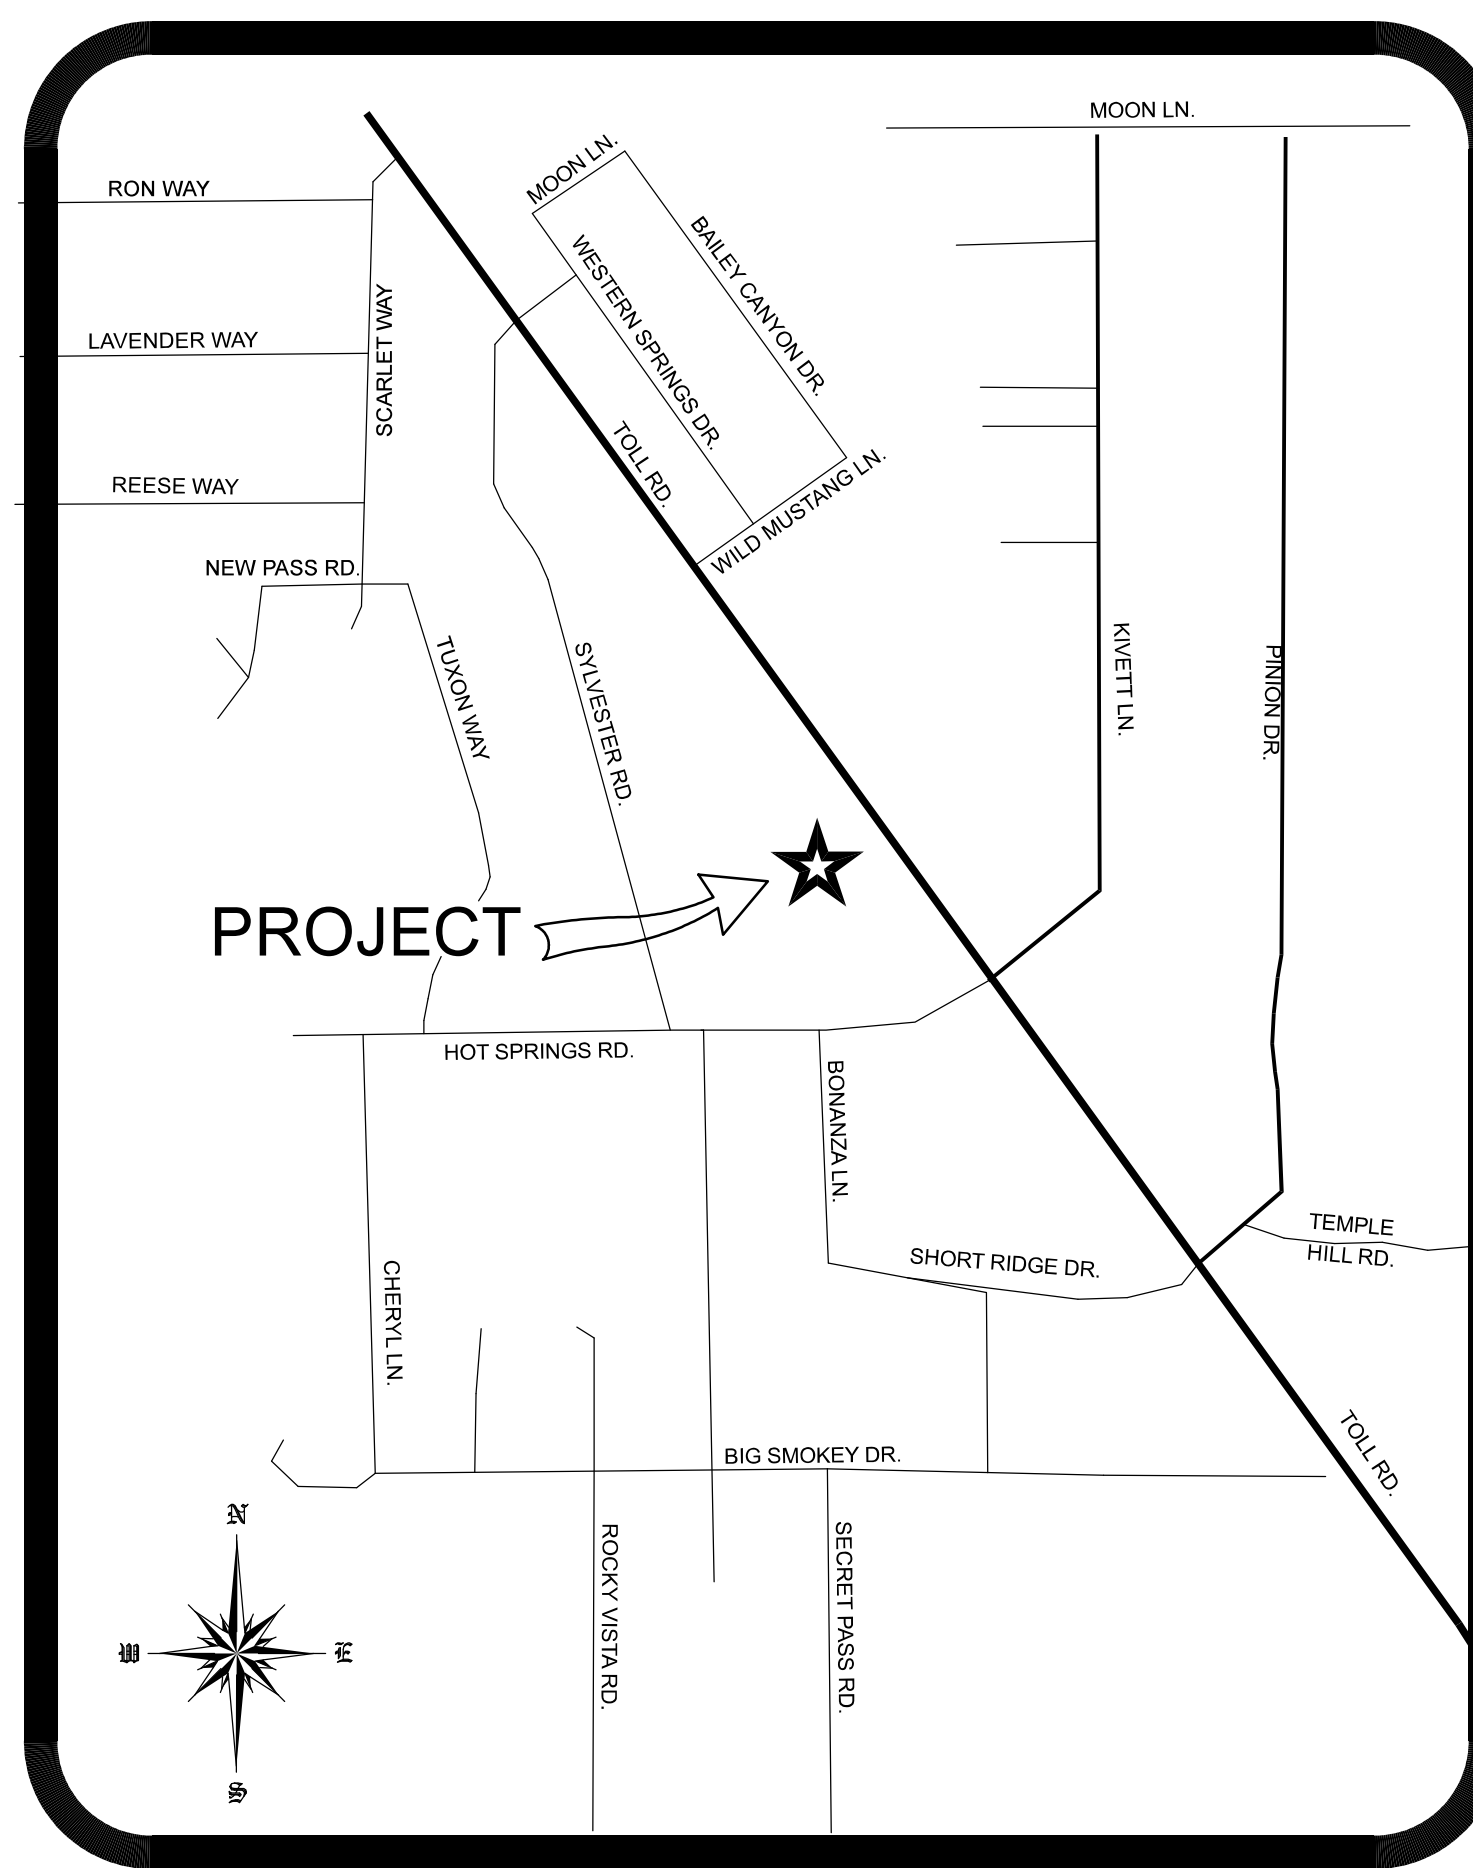 MOON LN.
MOON LN.
RON WAY
BAILEY CANYON DR.
WESTERN SPRINGS DR.
SCARLET WAY
LAVENDER WAY
TOLL RD.
WILD MUSTANG LN.
REESE WAY
NEW PASS RD.
TUXON WAY
SYLVESTER RD.
KIVETT LN.
PINION DR.
PROJECT
HOT SPRINGS RD.
BONANZA LN.
TEMPLE
HILL RD.
SHORT RIDGE DR.
CHERYL LN.
BIG SMOKEY DR.
TOLL RD.
ROCKY VISTA RD.
SECRET PASS RD.
N
W
E
S